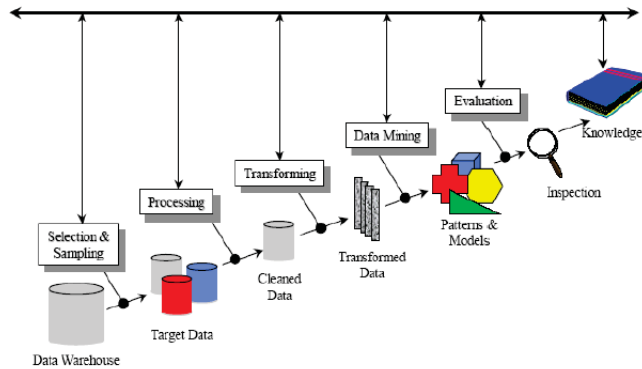 Selection &
Sampling
Processing
Transforming
Data Mining
Evaluation
Data Warehouse
Target Data
Cleaned
Data
Transformed
Data
Patterns &
Models
Inspection
Knowledge